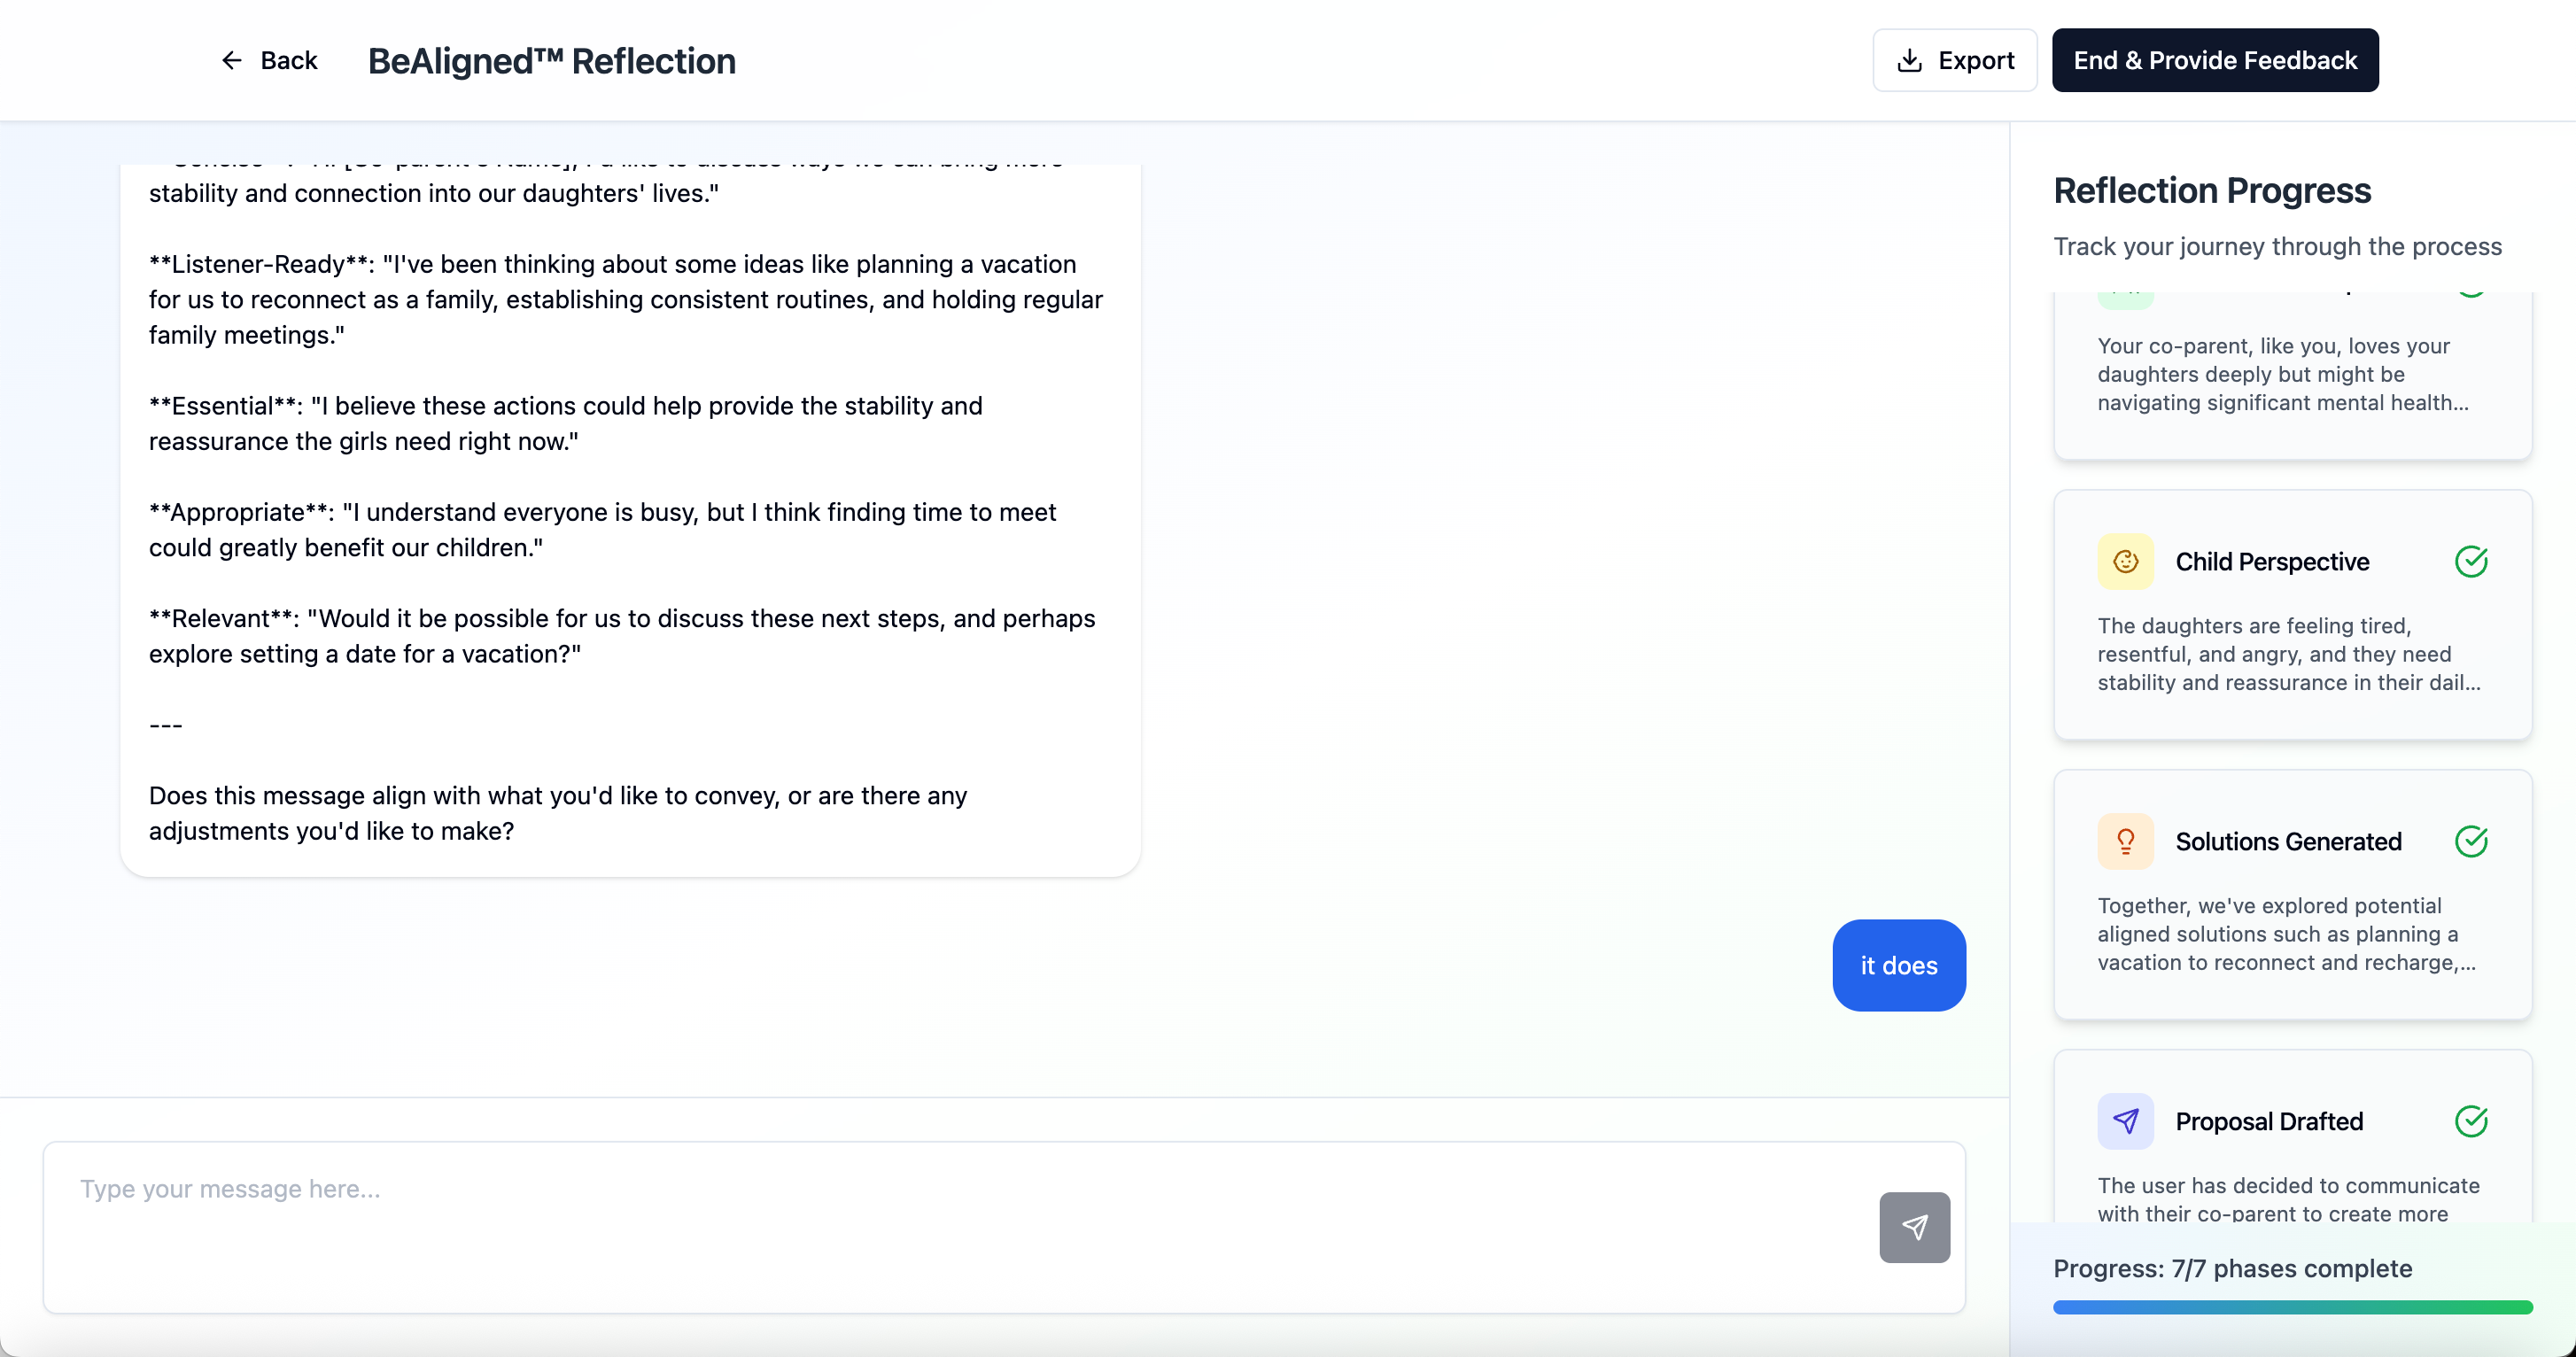 Back
BeAligned™ Reflection
Export
End & Provide Feedback
stability and connection into our daughters' lives."
**Listener-Ready**: "I've been thinking about some ideas like planning a vacation
for us to reconnect as a family, establishing consistent routines, and holding regular
family meetings."
**Essential**: "I believe these actions could help provide the stability and
reassurance the girls need right now."
**Appropriate**: "I understand everyone is busy, but I think finding time to meet
could greatly benefit our children."
**Relevant**: "Would it be possible for us to discuss these next steps, and perhaps
explore setting a date for a vacation?"
---
Does this message align with what you'd like to convey, or are there any
adjustments you'd like to make?
it does
Type your message here...
Reflection Progress
Track your journey through the process
Your co-parent, like you, loves your
daughters deeply but might be
navigating significant mental health...
Child Perspective
The daughters are feeling tired,
resentful, and angry, and they need
stability and reassurance in their dail...
Solutions Generated
Together, we've explored potential
aligned solutions such as planning a
vacation to reconnect and recharge,...
Proposal Drafted
The user has decided to communicate
with their co-parent to create more
Progress: 7/7 phases complete